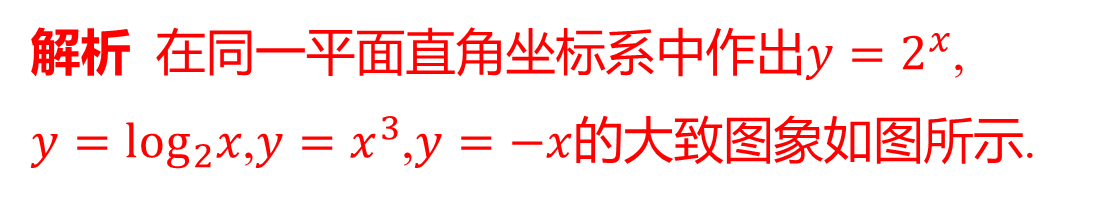 解析 在同一平面直角坐标系中作出y = 2ˣ,
y = log₂x,y = x³,y = −x的大致图象如图所示.